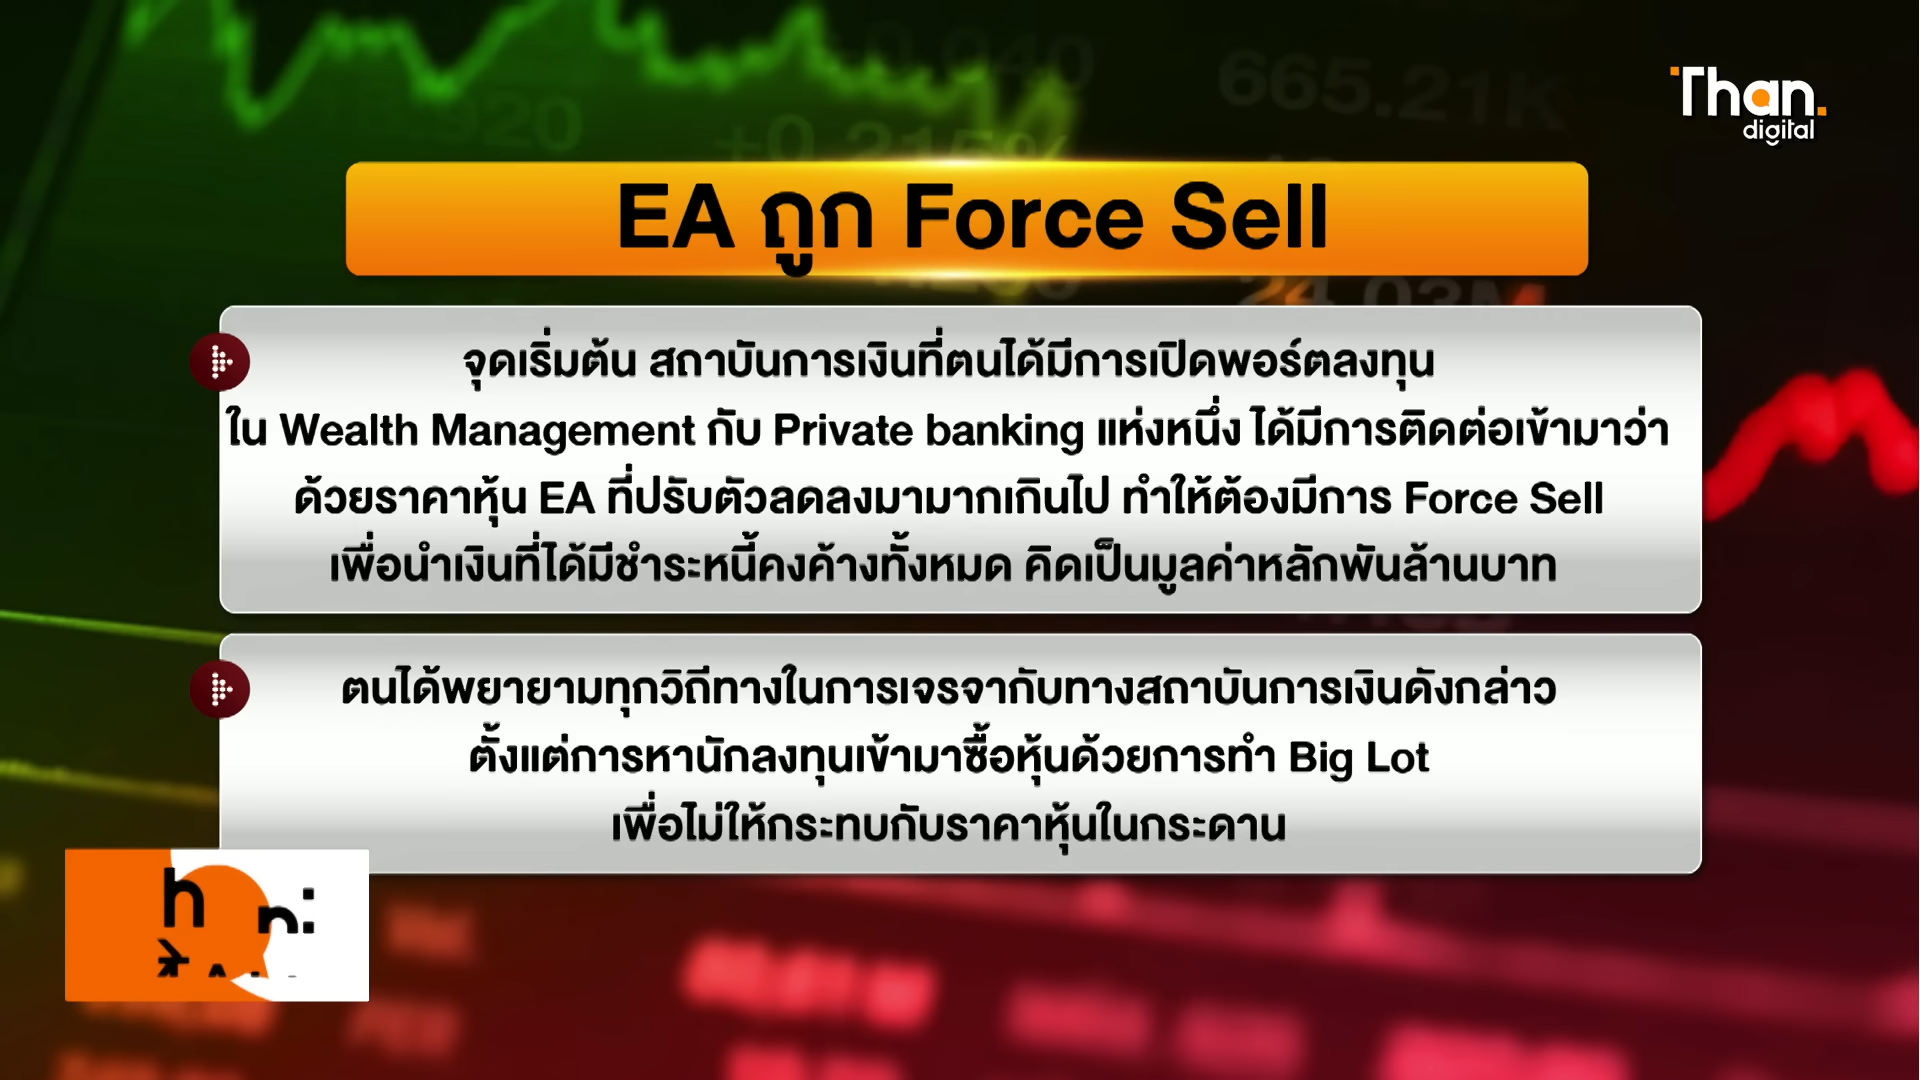 Than.
digital
EA ถูก Force Sell
จุดเริ่มต้น สถาบันการเงินที่ตนได้มีการเปิดพอร์ตลงทุน
ใน Wealth Management กับ Private banking แห่งหนึ่ง ได้มีการติดต่อเข้ามาว่า
ด้วยราคาหุ้น EA ที่ปรับตัวลดลงมามากเกินไป ทำให้ต้องมีการ Force Sell
เพื่อนำเงินที่ได้มีชำระหนี้คงค้างทั้งหมด คิดเป็นมูลค่าหลักพันล้านบาท
ตนได้พยายามทุกวิถีทางในการเจรจากับทางสถาบันการเงินดังกล่าว
ตั้งแต่การหานักลงทุนเข้ามาซื้อหุ้นด้วยการทำ Big Lot
เพื่อไม่ให้กระทบกับราคาหุ้นในกระดาน